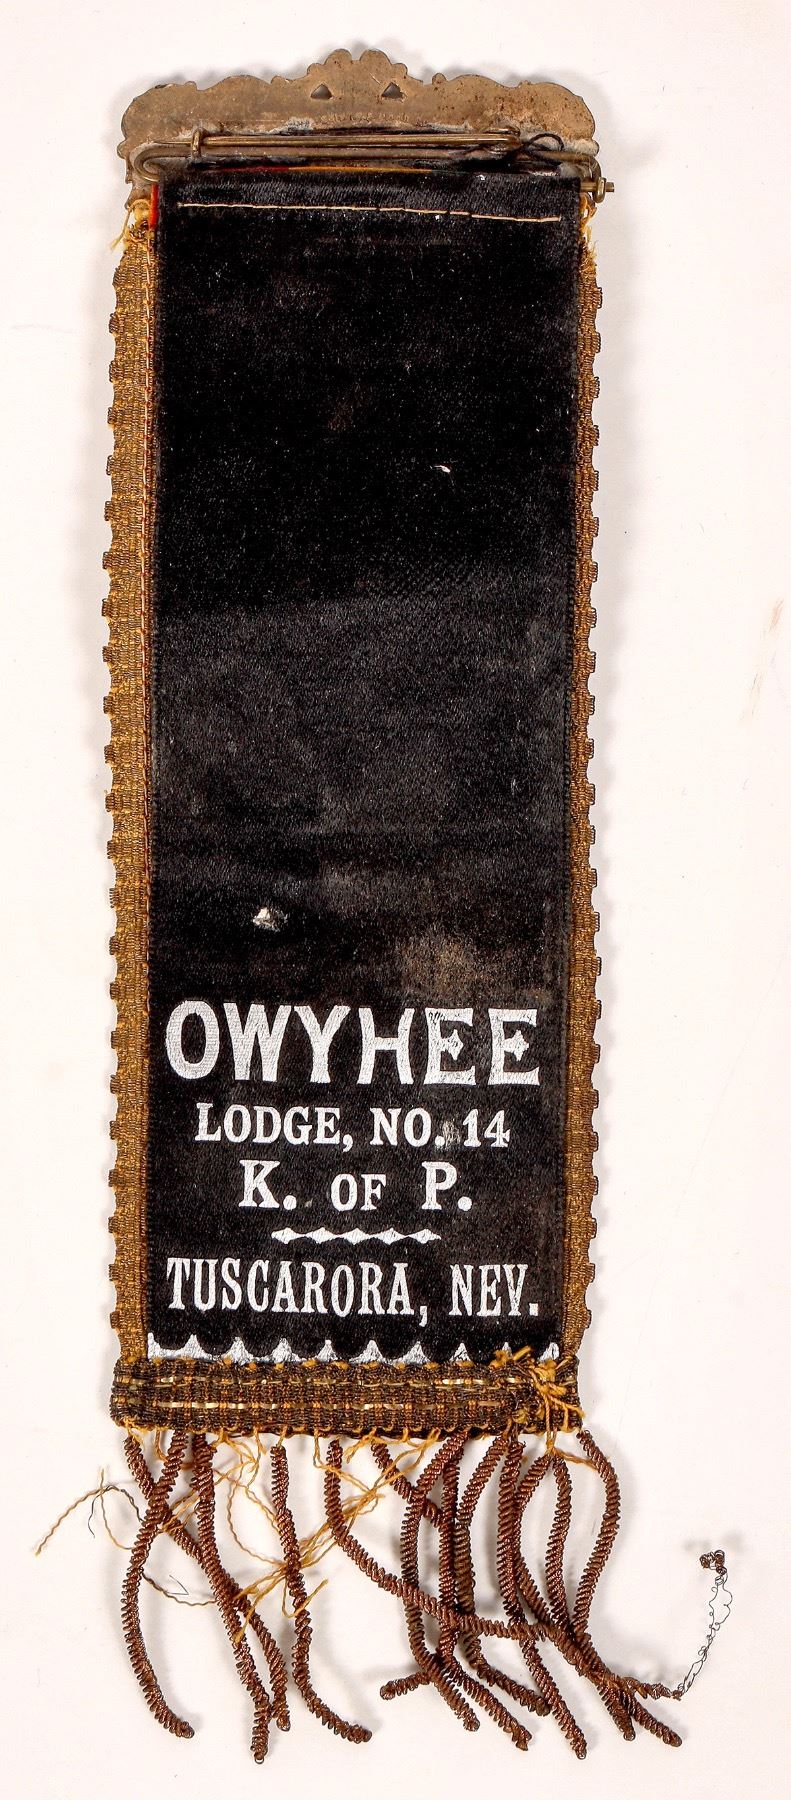 OWYHEE
LODGE, NO. 14
K. OF P.
TUSCARORA, NEV.